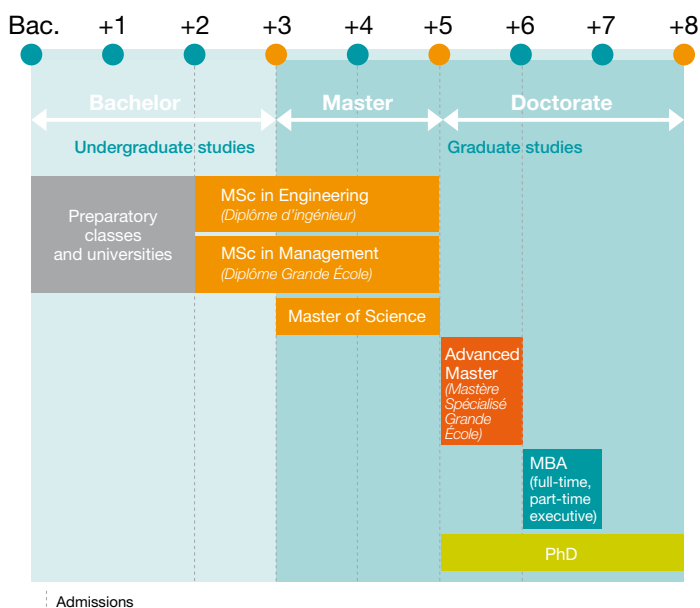 Bac. +1 +2 +3 +4 +5 +6 +7 +8
Bachelor Master Doctorate
Undergraduate studies Graduate studies
Preparatory
classes
and universities
MSc in Engineering
(Diplôme d'ingénieur)
MSc in Management
(Diplôme Grande École)
Master of Science
Advanced
Master
(Mastère
Spécialisé
Grande
École)
MBA
(full-time,
part-time
executive)
PhD
Admissions